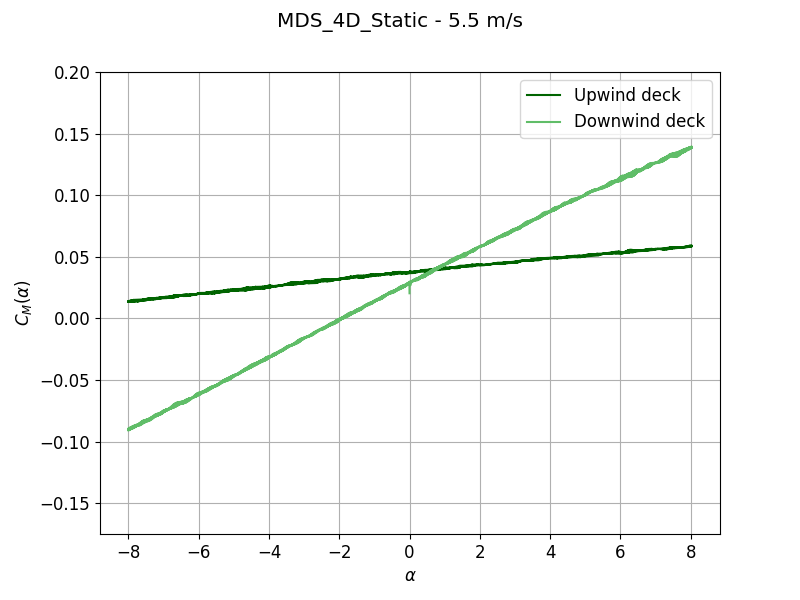 MDS_4D_Static - 5.5 m/s
Upwind deck
Downwind deck
0.20
0.15
0.10
0.05
0.00
−0.05
−0.10
−0.15
C_M(α)
−8 −6 −4 −2 0 2 4 6 8
α